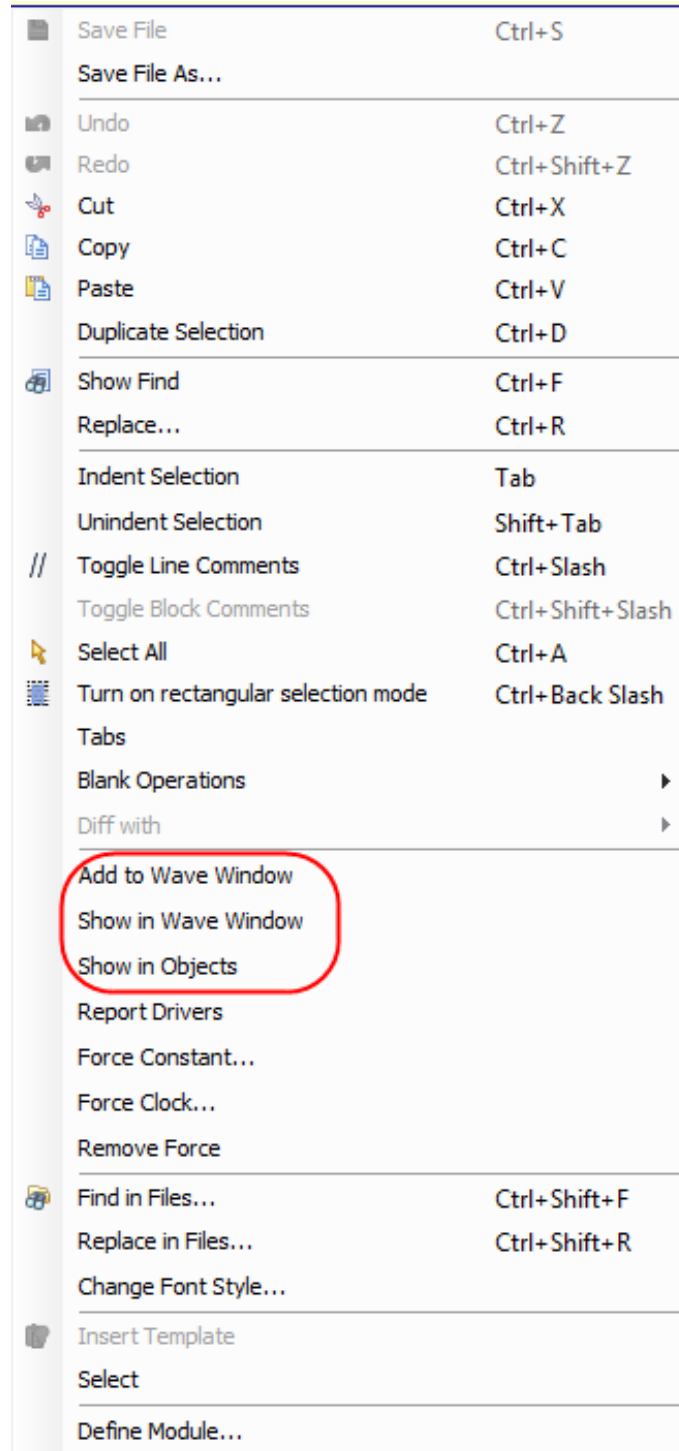 Save File Ctrl+S
Save File As...
Undo Ctrl+Z
Redo Ctrl+Shift+Z
Cut Ctrl+X
Copy Ctrl+C
Paste Ctrl+V
Duplicate Selection Ctrl+D
Show Find Ctrl+F
Replace... Ctrl+R
Indent Selection Tab
Unindent Selection Shift+Tab
// Toggle Line Comments Ctrl+Slash
Toggle Block Comments Ctrl+Shift+Slash
Select All Ctrl+A
Turn on rectangular selection mode Ctrl+Back Slash
Tabs
Blank Operations
Diff with
Add to Wave Window
Show in Wave Window
Show in Objects
Report Drivers
Force Constant...
Force Clock...
Remove Force
Find in Files... Ctrl+Shift+F
Replace in Files... Ctrl+Shift+R
Change Font Style...
Insert Template
Select
Define Module...